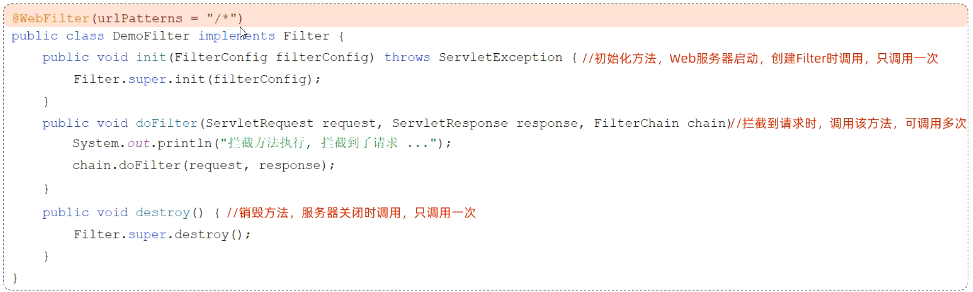 @WebFilter(urlPatterns = "/*")
public class DemoFilter implements Filter {
public void init(FilterConfig filterConfig) throws ServletException { //初始化方法，Web服务器启动，创建Filter时调用，只调用一次
Filter.super.init(filterConfig);
}
public void doFilter(ServletRequest request, ServletResponse response, FilterChain chain)//拦截到请求时，调用该方法，可调用多次
System.out.println("拦截方法执行, 拦截到了请求 ...");
chain.doFilter(request, response);
}
public void destroy() { //销毁方法，服务器关闭时调用，只调用一次
Filter.super.destroy();
}
}